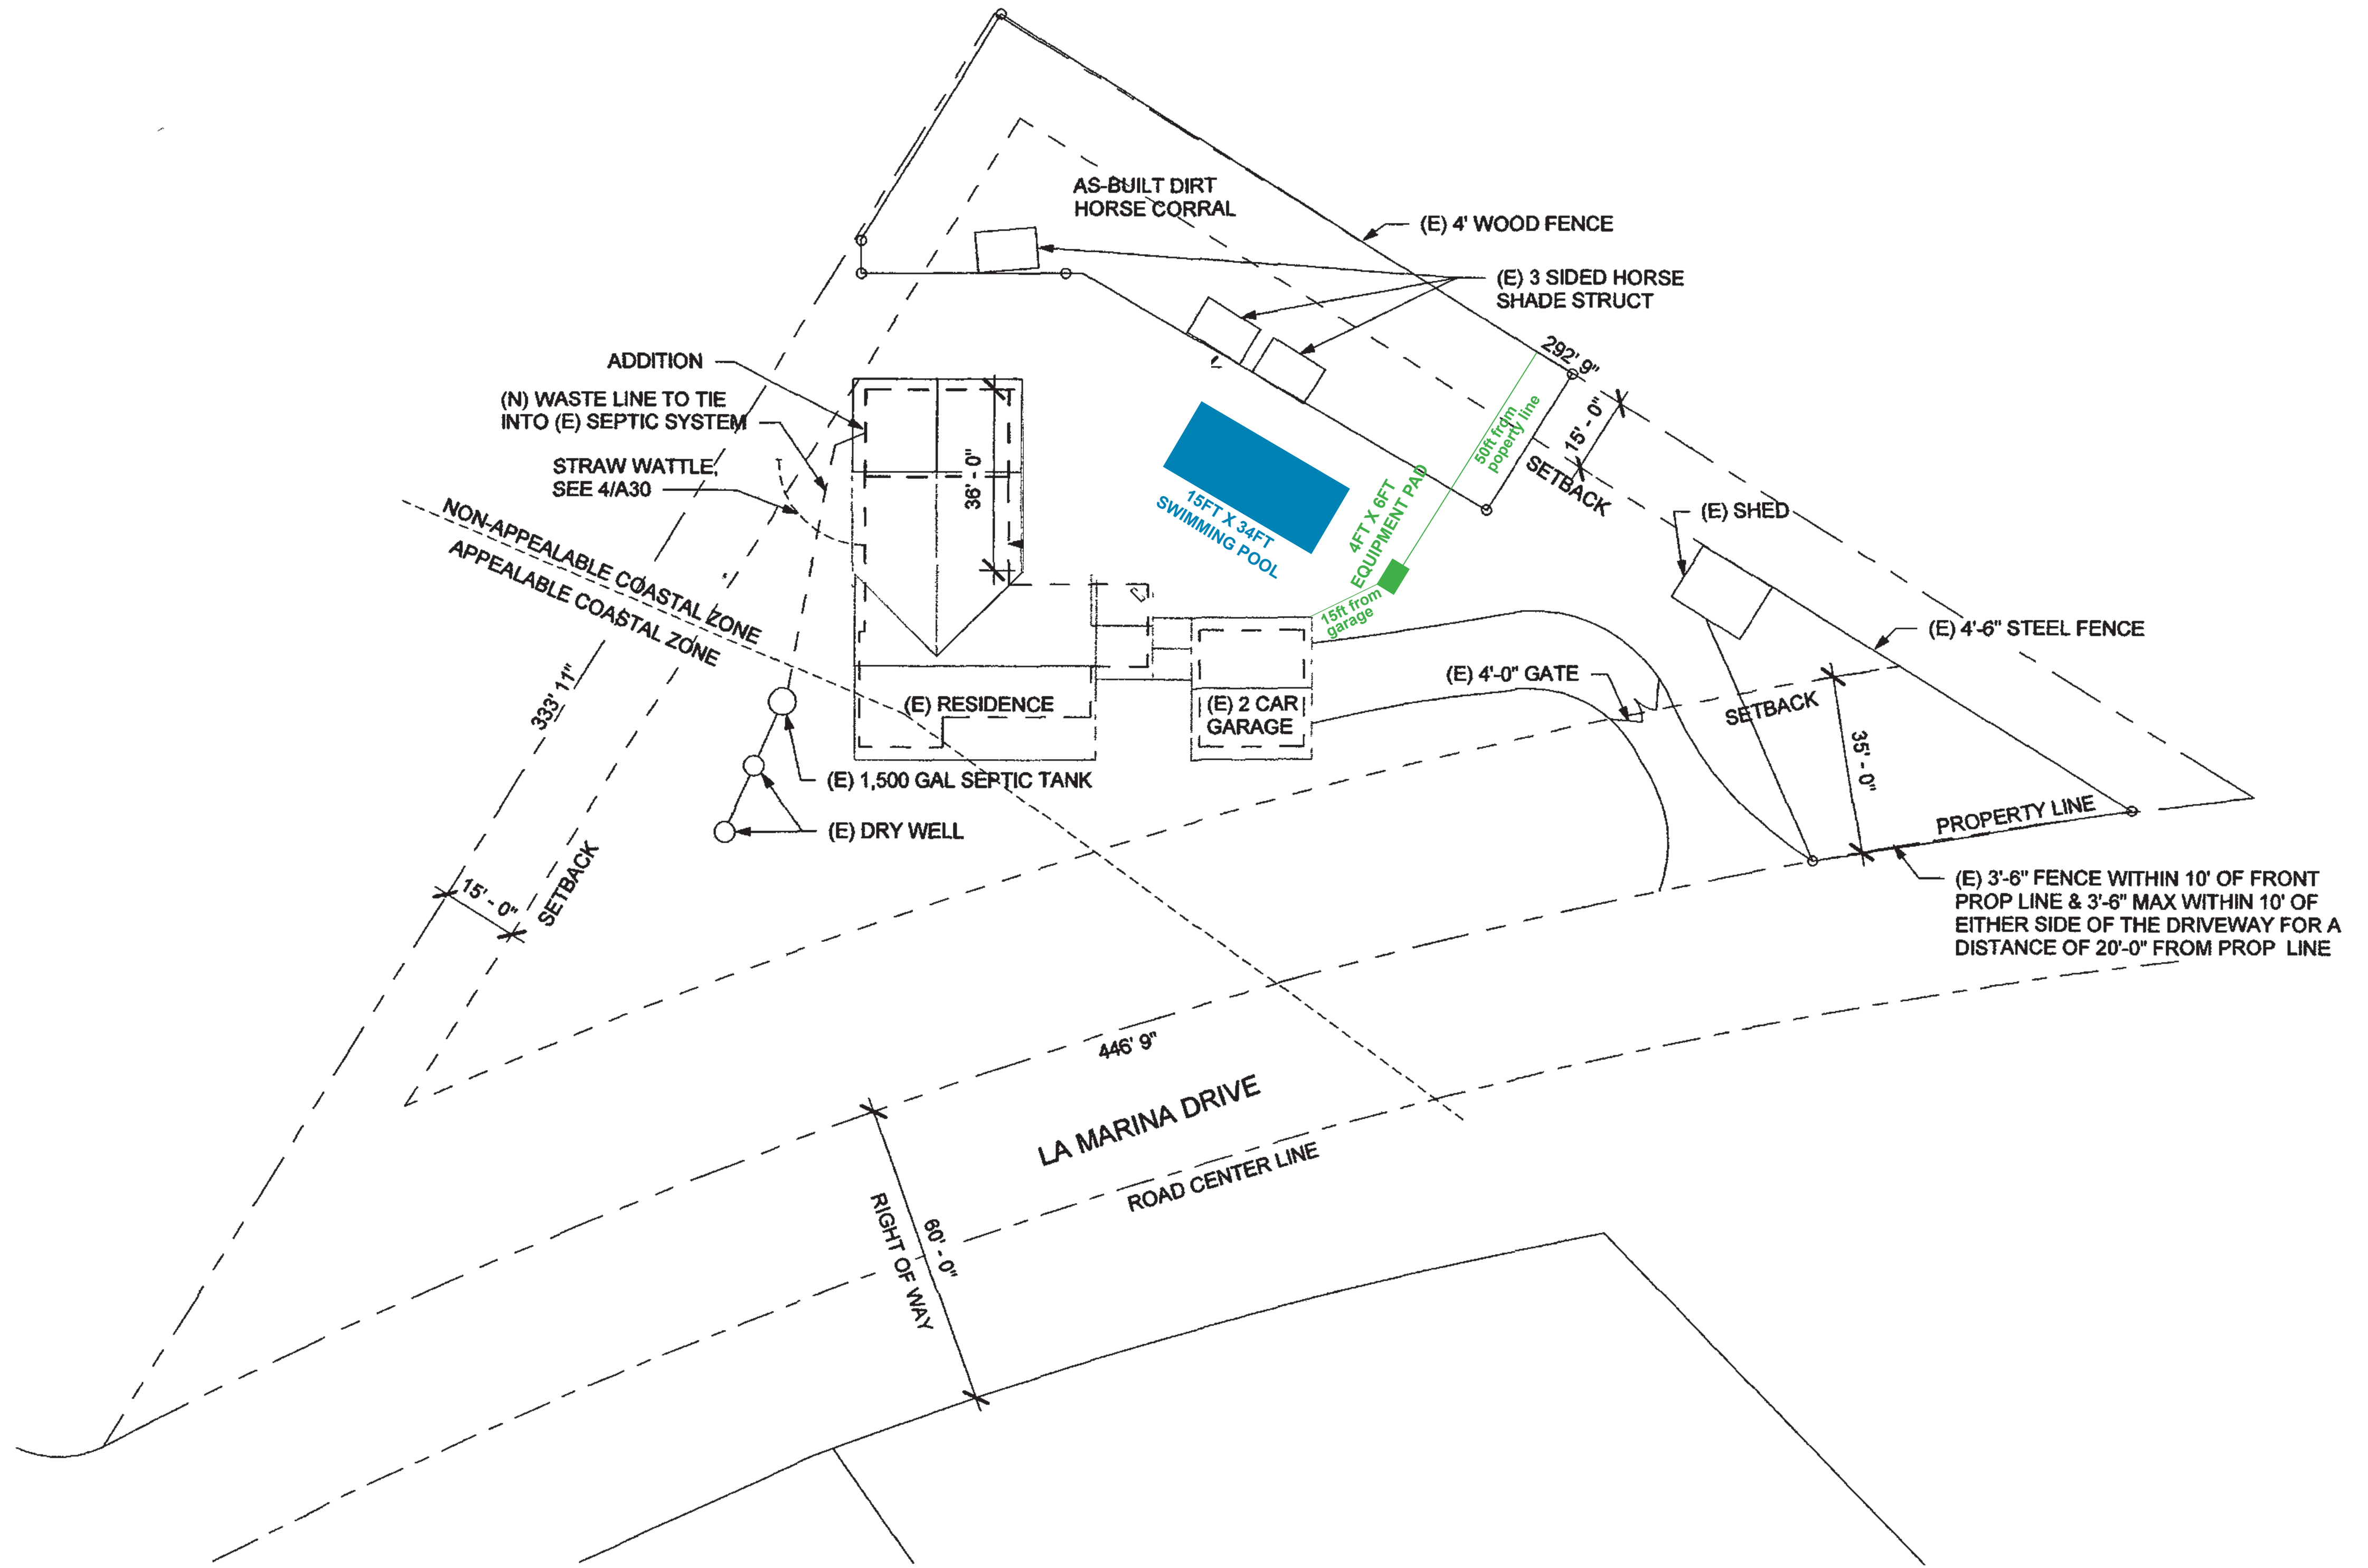 AS-BUILT DIRT
HORSE CORRAL
(E) 4' WOOD FENCE
(E) 3 SIDED HORSE
SHADE STRUCT
292' 9"
15' - 0"
SETBACK
50ft from
poperty line
ADDITION
(N) WASTE LINE TO TIE
INTO (E) SEPTIC SYSTEM
STRAW WATTLE,
SEE 4/A30
36' - 0"
15FT X 34FT
SWIMMING POOL
4FT X 6FT
EQUIPMENT PAD
15ft from
garage
(E) SHED
NON-APPEALABLE COASTAL ZONE
APPEALABLE COASTAL ZONE
(E) 4'-6" STEEL FENCE
333' 11"
(E) RESIDENCE
(E) 2 CAR
GARAGE
(E) 4'-0" GATE
SETBACK
35' - 0"
(E) 1,500 GAL SEPTIC TANK
(E) DRY WELL
PROPERTY LINE
15' - 0"
SETBACK
(E) 3'-6" FENCE WITHIN 10' OF FRONT
PROP LINE & 3'-6" MAX WITHIN 10' OF
EITHER SIDE OF THE DRIVEWAY FOR A
DISTANCE OF 20'-0" FROM PROP LINE
446' 9"
LA MARINA DRIVE
ROAD CENTER LINE
RIGHT OF WAY
60' - 0"